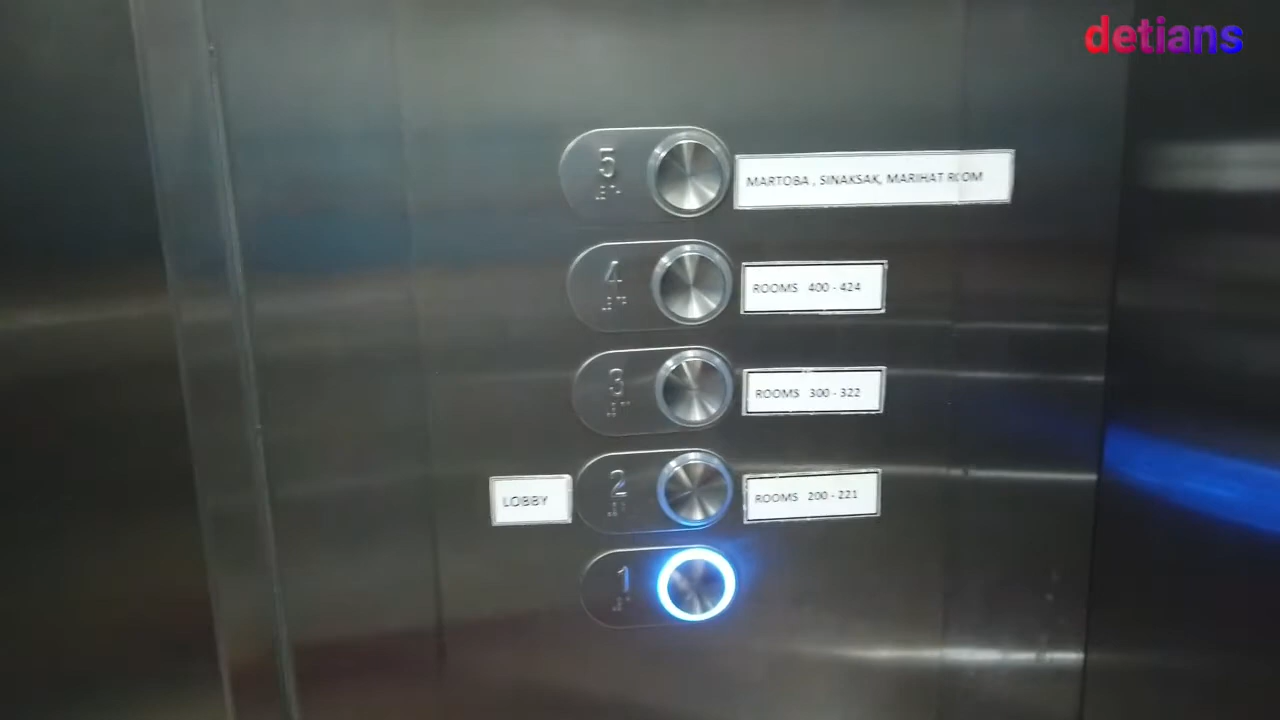 detians
5
MARTOBA , SINAKSAK, MARIHAT ROOM
4
ROOMS 400 - 424
3
ROOMS 300 - 322
LOBBY
2
ROOMS 200 - 221
1